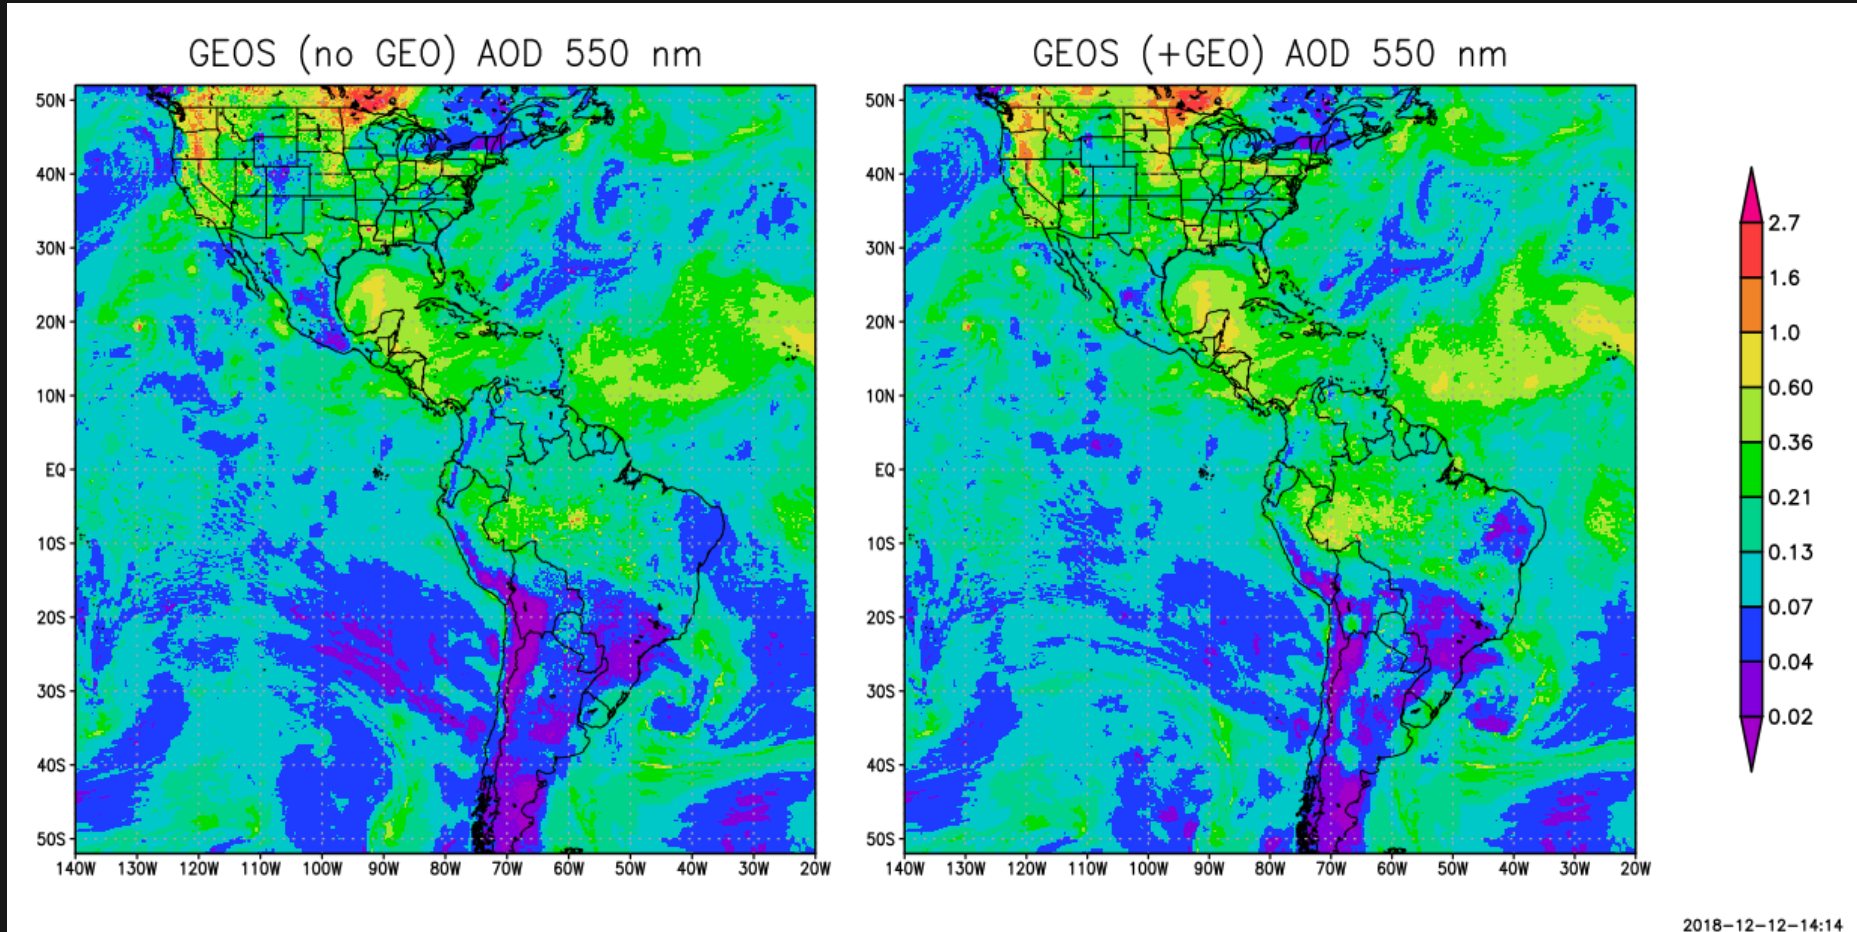 GEOS (no GEO) AOD 550 nm
50N
40N
30N
20N
10N
EQ
10S
20S
30S
40S
50S
140W 130W 120W 110W 100W 90W 80W 70W 60W 50W 40W 30W 20W
GEOS (+GEO) AOD 550 nm
50N
40N
30N
20N
10N
EQ
10S
20S
30S
40S
50S
140W 130W 120W 110W 100W 90W 80W 70W 60W 50W 40W 30W 20W
2.7
1.6
1.0
0.60
0.36
0.21
0.13
0.07
0.04
0.02
2018-12-12-14:14